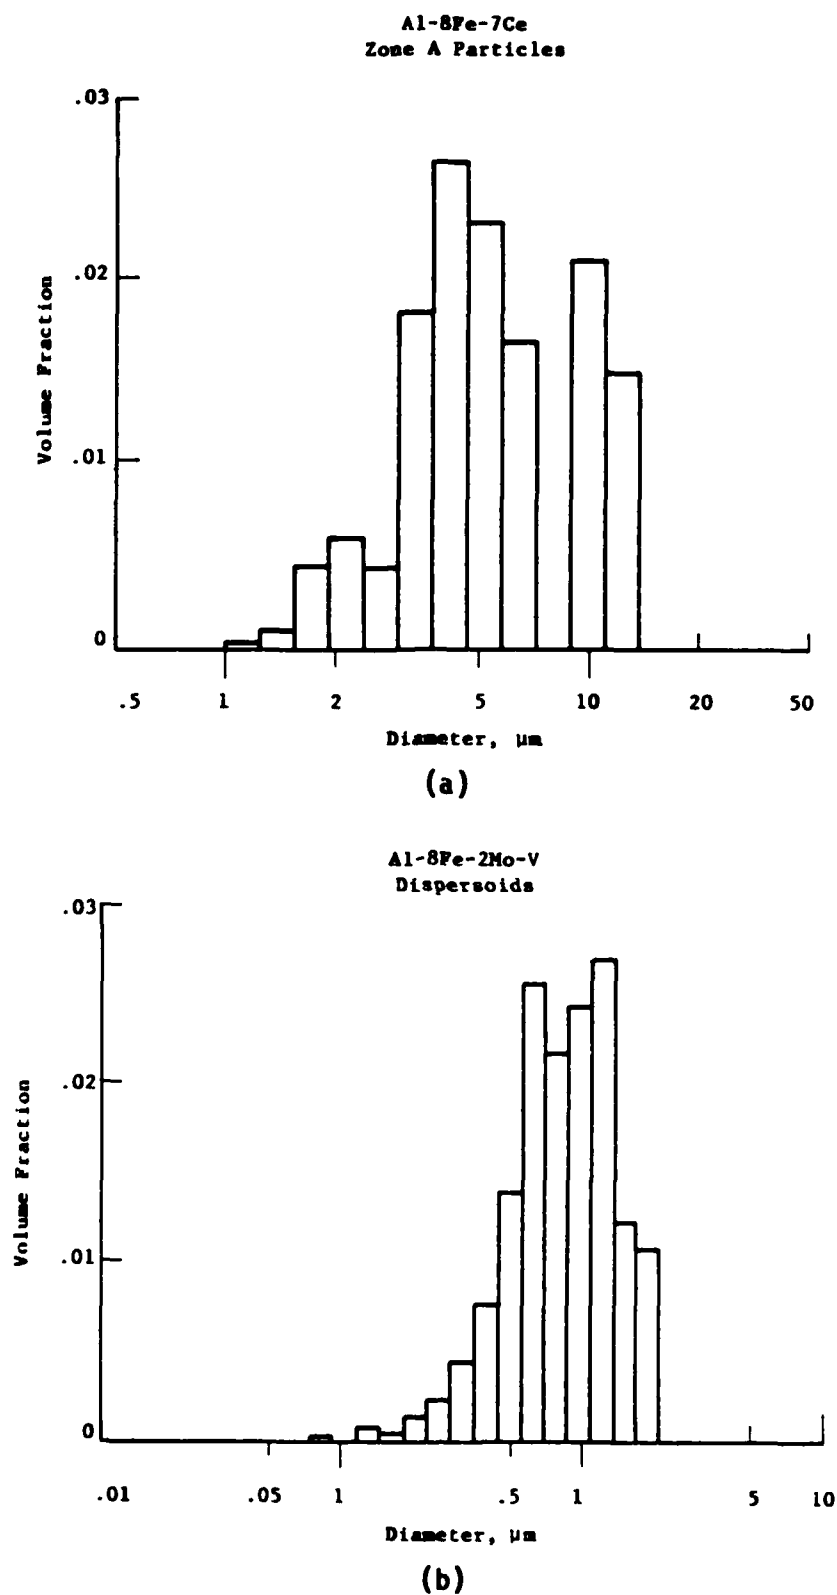 Al-8Fe-7Ce
Zone A Particles
.03
.02
.01
0
Volume Fraction
.5 1 2 5 10 20 50
Diameter, μm
(a)
Al-8Fe-2Mo-V
Dispersoids
.03
.02
.01
0
Volume Fraction
.01 .05 1 .5 1 5 10
Diameter, μm
(b)